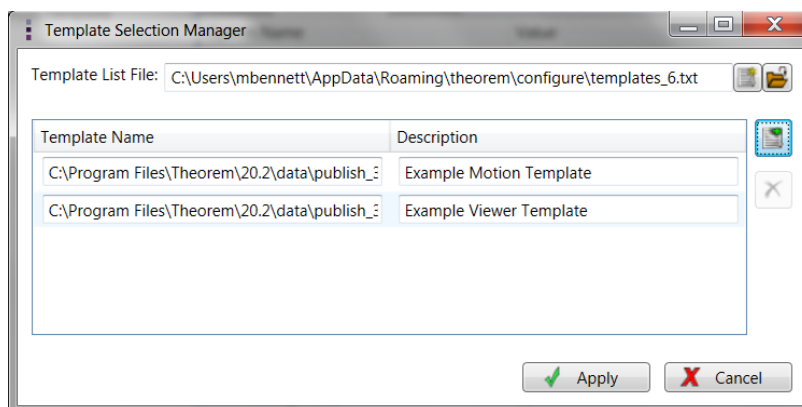 Template Selection Manager
Template List File: C:\Users\mbennett\AppData\Roaming\theorem\configure\templates_6.txt
Template Name Description
C:\Program Files\Theorem\20.2\data\publish_3 Example Motion Template
C:\Program Files\Theorem\20.2\data\publish_3 Example Viewer Template
Apply Cancel